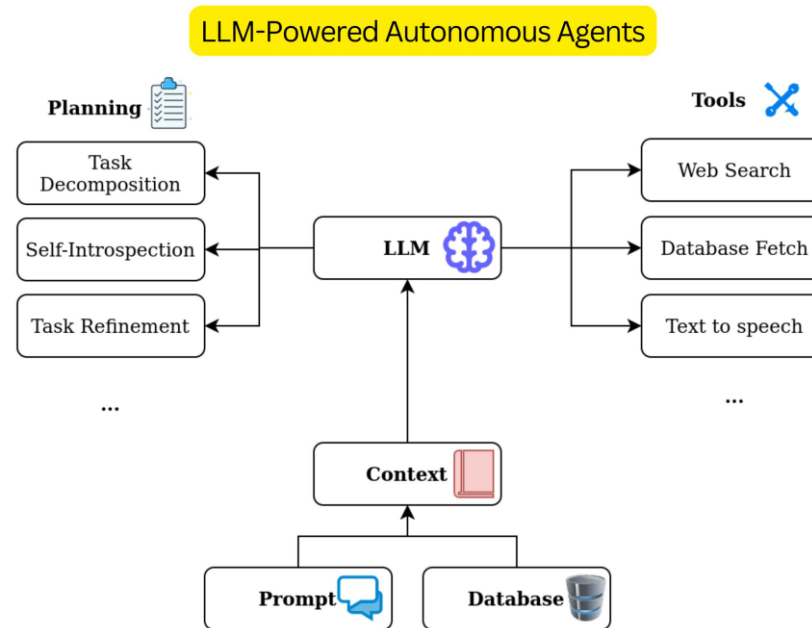 LLM-Powered Autonomous Agents
Planning
Tools
Task
Decomposition
Web Search
Self-Introspection
LLM
Database Fetch
Task Refinement
Text to speech
...
...
Context
Prompt
Database